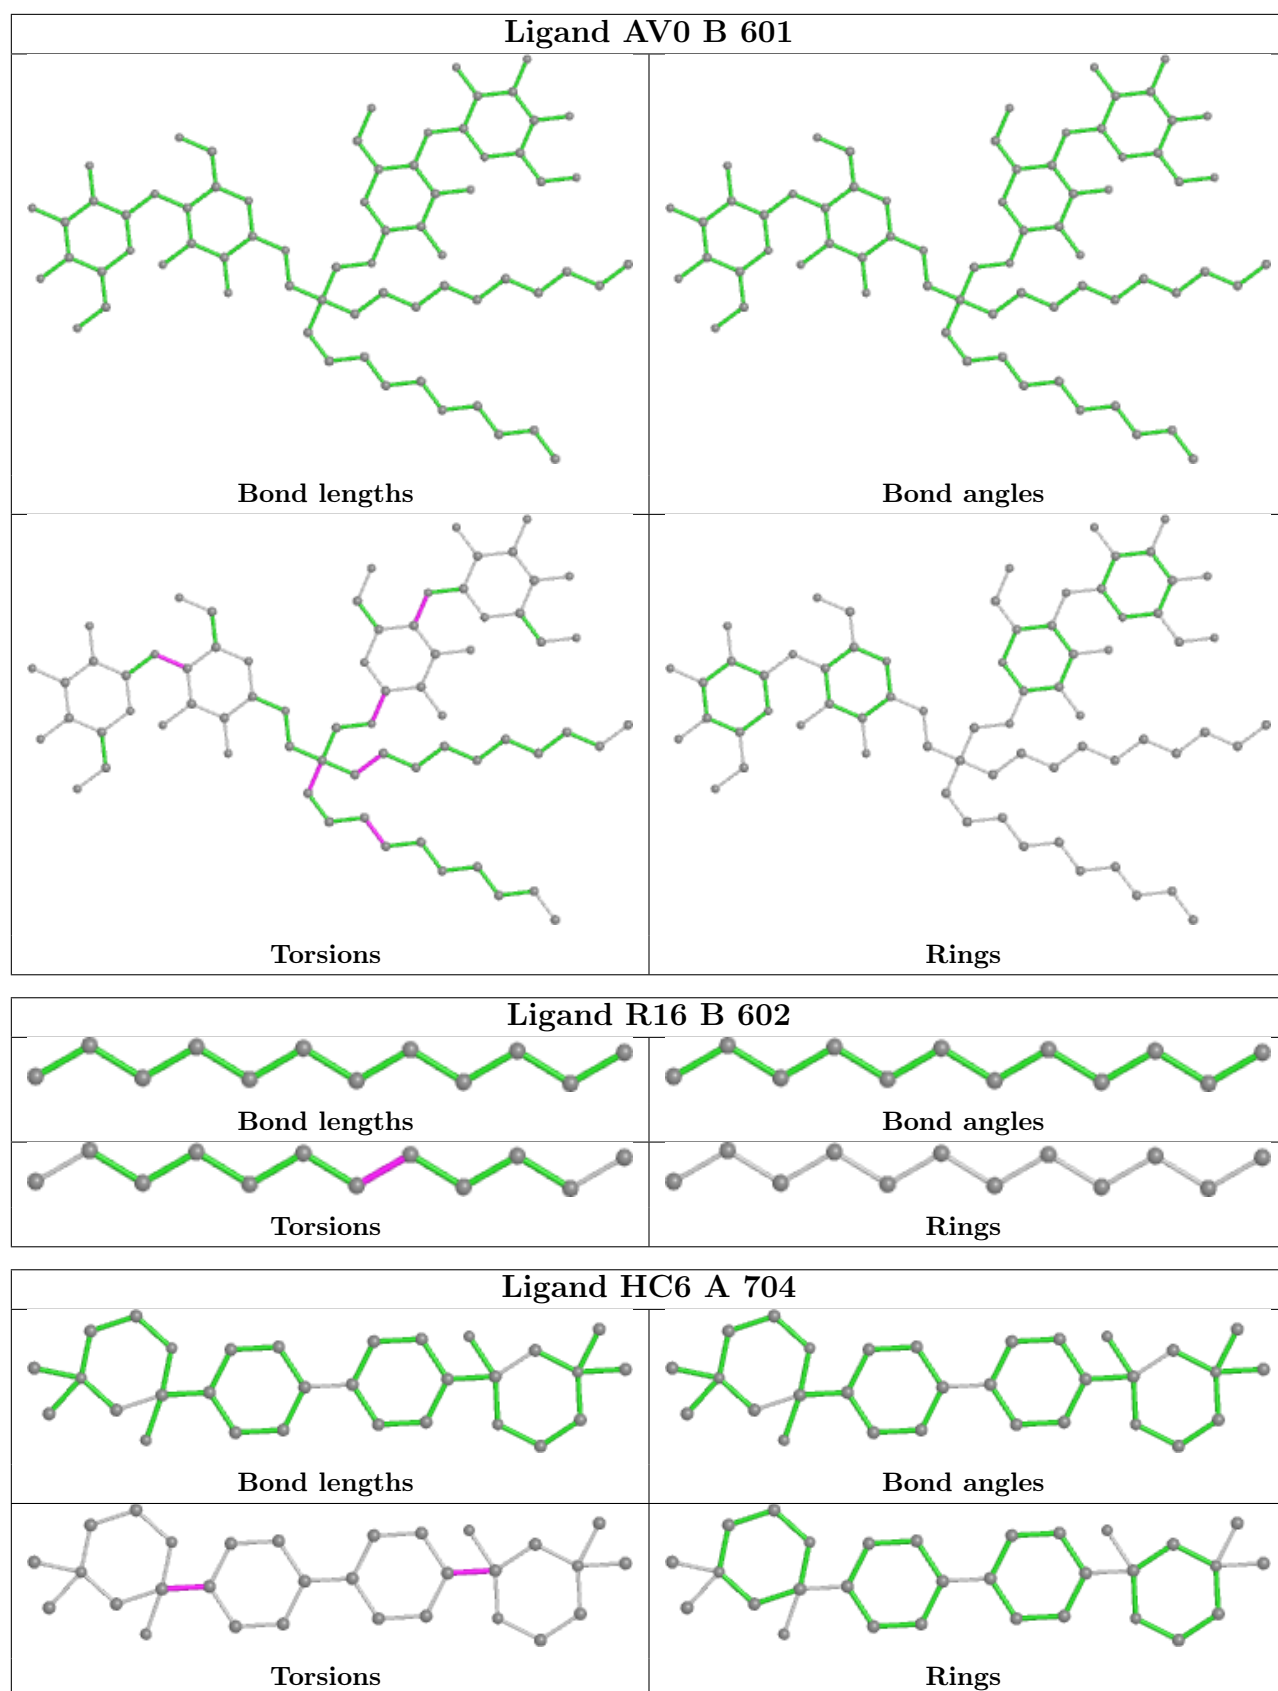 Ligand AV0 B 601
Bond lengths
Bond angles
Torsions
Rings
Ligand R16 B 602
Bond lengths
Bond angles
Torsions
Rings
Ligand HC6 A 704
Bond lengths
Bond angles
Torsions
Rings